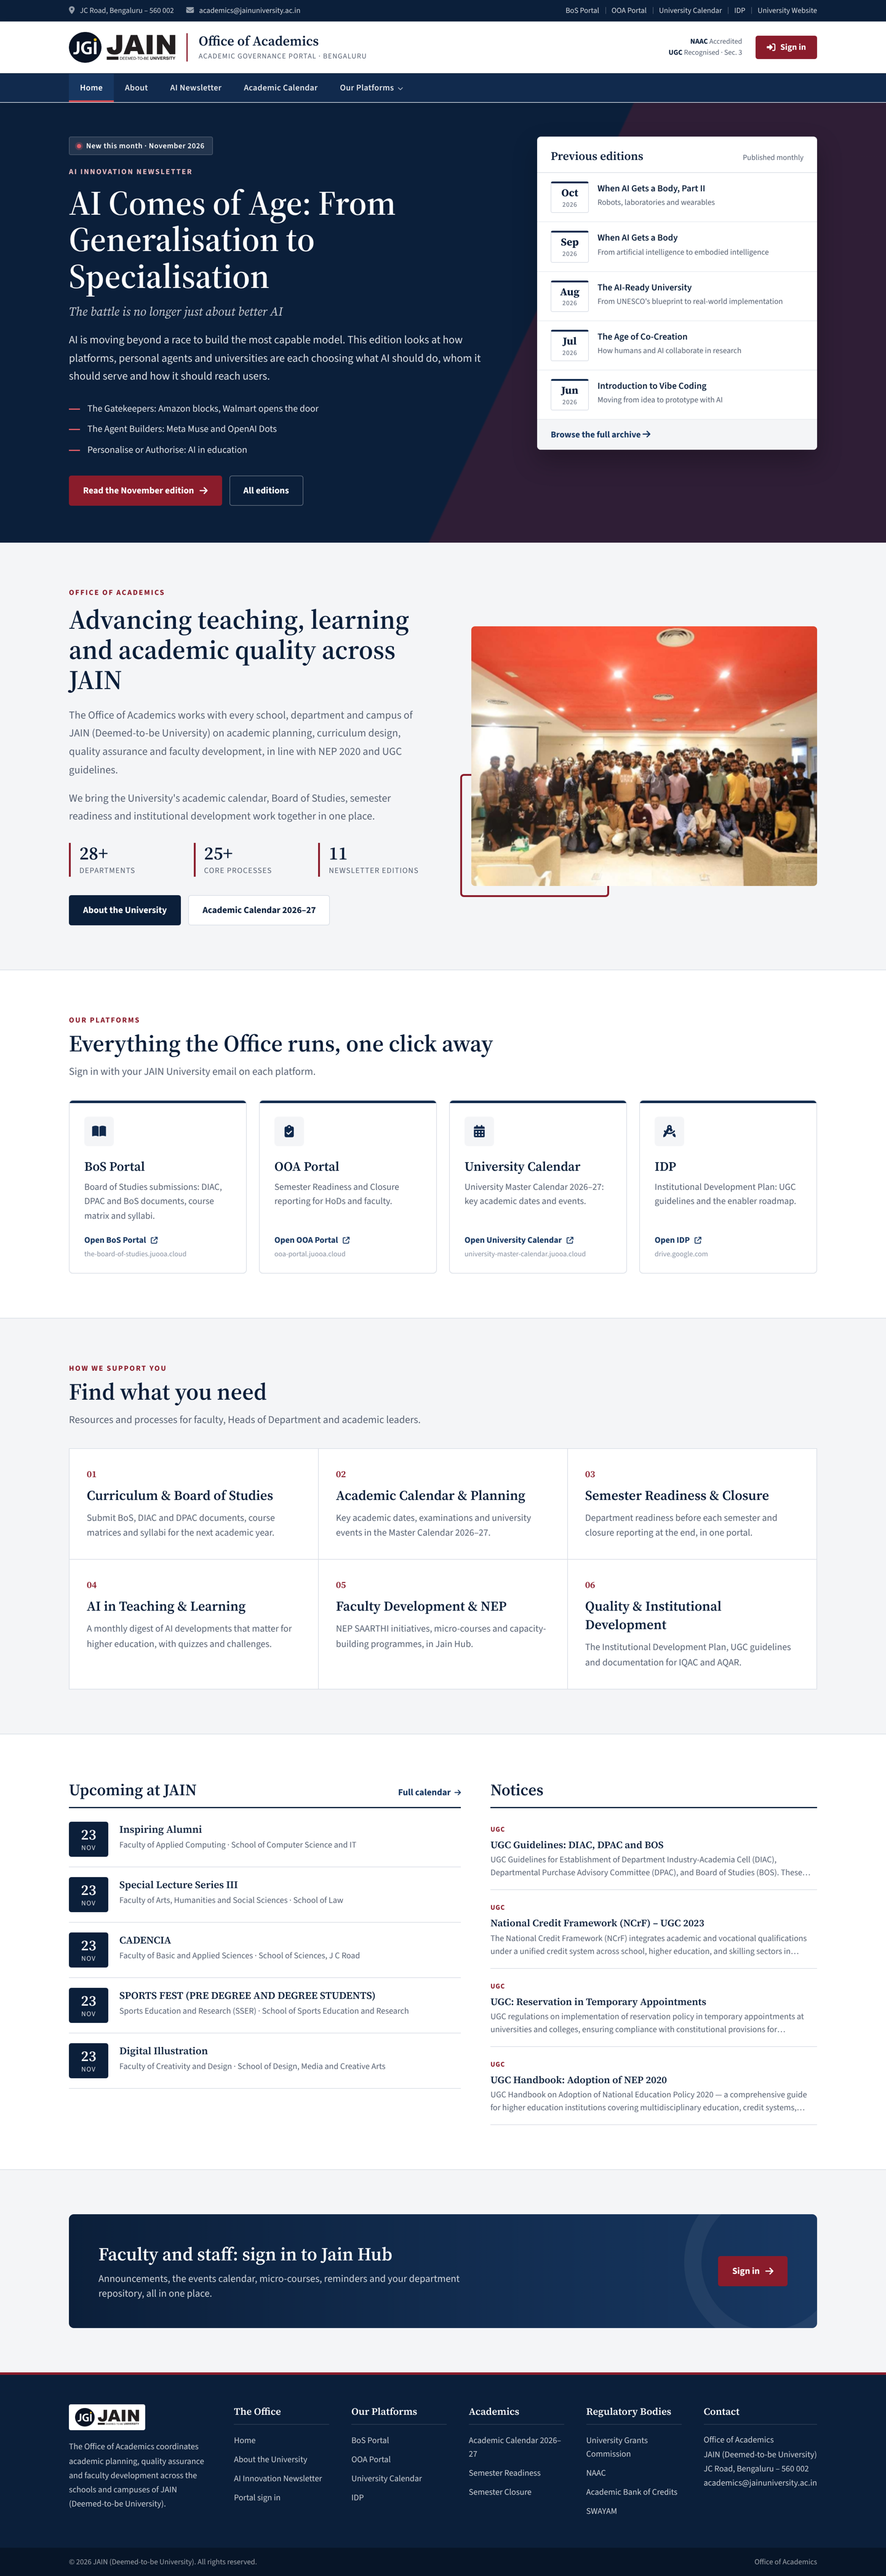 JC Road, Bengaluru – 560 002
academics@jainuniversity.ac.in
BoS Portal
OOA Portal
University Calendar
IDP
University Website
JGi JAIN
DEEMED-TO-BE UNIVERSITY
Office of Academics
ACADEMIC GOVERNANCE PORTAL · BENGALURU
NAAC Accredited
UGC Recognised · Sec. 3
Sign in
Home
About
AI Newsletter
Academic Calendar
Our Platforms
New this month · November 2026
AI INNOVATION NEWSLETTER
AI Comes of Age: From
Generalisation to
Specialisation
The battle is no longer just about better AI
AI is moving beyond a race to build the most capable model. This edition looks at how
platforms, personal agents and universities are each choosing what AI should do, whom it
should serve and how it should reach users.
The Gatekeepers: Amazon blocks, Walmart opens the door
The Agent Builders: Meta Muse and OpenAI Dots
Personalise or Authorise: AI in education
Read the November edition
All editions
Previous editions
Published monthly
Oct
2026
When AI Gets a Body, Part II
Robots, laboratories and wearables
Sep
2026
When AI Gets a Body
From artificial intelligence to embodied intelligence
Aug
2026
The AI-Ready University
From UNESCO's blueprint to real-world implementation
Jul
2026
The Age of Co-Creation
How humans and AI collaborate in research
Jun
2026
Introduction to Vibe Coding
Moving from idea to prototype with AI
Browse the full archive
OFFICE OF ACADEMICS
Advancing teaching, learning
and academic quality across
JAIN
The Office of Academics works with every school, department and campus of
JAIN (Deemed-to-be University) on academic planning, curriculum design,
quality assurance and faculty development, in line with NEP 2020 and UGC
guidelines.
We bring the University's academic calendar, Board of Studies, semester
readiness and institutional development work together in one place.
28+
DEPARTMENTS
25+
CORE PROCESSES
11
NEWSLETTER EDITIONS
About the University
Academic Calendar 2026–27
OUR PLATFORMS
Everything the Office runs, one click away
Sign in with your JAIN University email on each platform.
BoS Portal
Board of Studies submissions: DIAC,
DPAC and BoS documents, course
matrix and syllabi.
Open BoS Portal
the-board-of-studies.juooa.cloud
OOA Portal
Semester Readiness and Closure
reporting for HoDs and faculty.
Open OOA Portal
ooa-portal.juooa.cloud
University Calendar
University Master Calendar 2026–27:
key academic dates and events.
Open University Calendar
university-master-calendar.juooa.cloud
IDP
Institutional Development Plan: UGC
guidelines and the enabler roadmap.
Open IDP
drive.google.com
HOW WE SUPPORT YOU
Find what you need
Resources and processes for faculty, Heads of Department and academic leaders.
01
Curriculum & Board of Studies
Submit BoS, DIAC and DPAC documents, course
matrices and syllabi for the next academic year.
02
Academic Calendar & Planning
Key academic dates, examinations and university
events in the Master Calendar 2026–27.
03
Semester Readiness & Closure
Department readiness before each semester and
closure reporting at the end, in one portal.
04
AI in Teaching & Learning
A monthly digest of AI developments that matter for
higher education, with quizzes and challenges.
05
Faculty Development & NEP
NEP SAARTHI initiatives, micro-courses and capacity-
building programmes, in Jain Hub.
06
Quality & Institutional
Development
The Institutional Development Plan, UGC guidelines
and documentation for IQAC and AQAR.
Upcoming at JAIN
Full calendar
23
NOV
Inspiring Alumni
Faculty of Applied Computing · School of Computer Science and IT
23
NOV
Special Lecture Series III
Faculty of Arts, Humanities and Social Sciences · School of Law
23
NOV
CADENCIA
Faculty of Basic and Applied Sciences · School of Sciences, J C Road
23
NOV
SPORTS FEST (PRE DEGREE AND DEGREE STUDENTS)
Sports Education and Research (SSER) · School of Sports Education and Research
23
NOV
Digital Illustration
Faculty of Creativity and Design · School of Design, Media and Creative Arts
Notices
UGC
UGC Guidelines: DIAC, DPAC and BOS
UGC Guidelines for Establishment of Department Industry-Academia Cell (DIAC),
Departmental Purchase Advisory Committee (DPAC), and Board of Studies (BOS). These…
UGC
National Credit Framework (NCrF) – UGC 2023
The National Credit Framework (NCrF) integrates academic and vocational qualifications
under a unified credit system across school, higher education, and skilling sectors in…
UGC
UGC: Reservation in Temporary Appointments
UGC regulations on implementation of reservation policy in temporary appointments at
universities and colleges, ensuring compliance with constitutional provisions for…
UGC
UGC Handbook: Adoption of NEP 2020
UGC Handbook on Adoption of National Education Policy 2020 — a comprehensive guide
for higher education institutions covering multidisciplinary education, credit systems,…
Faculty and staff: sign in to Jain Hub
Announcements, the events calendar, micro-courses, reminders and your department
repository, all in one place.
Sign in
JGi JAIN
DEEMED-TO-BE UNIVERSITY
The Office of Academics coordinates
academic planning, quality assurance
and faculty development across the
schools and campuses of JAIN
(Deemed-to-be University).
The Office
Home
About the University
AI Innovation Newsletter
Portal sign in
Our Platforms
BoS Portal
OOA Portal
University Calendar
IDP
Academics
Academic Calendar 2026–
27
Semester Readiness
Semester Closure
Regulatory Bodies
University Grants
Commission
NAAC
Academic Bank of Credits
SWAYAM
Contact
Office of Academics
JAIN (Deemed-to-be University)
JC Road, Bengaluru – 560 002
academics@jainuniversity.ac.in
© 2026 JAIN (Deemed-to-be University). All rights reserved.
Office of Academics